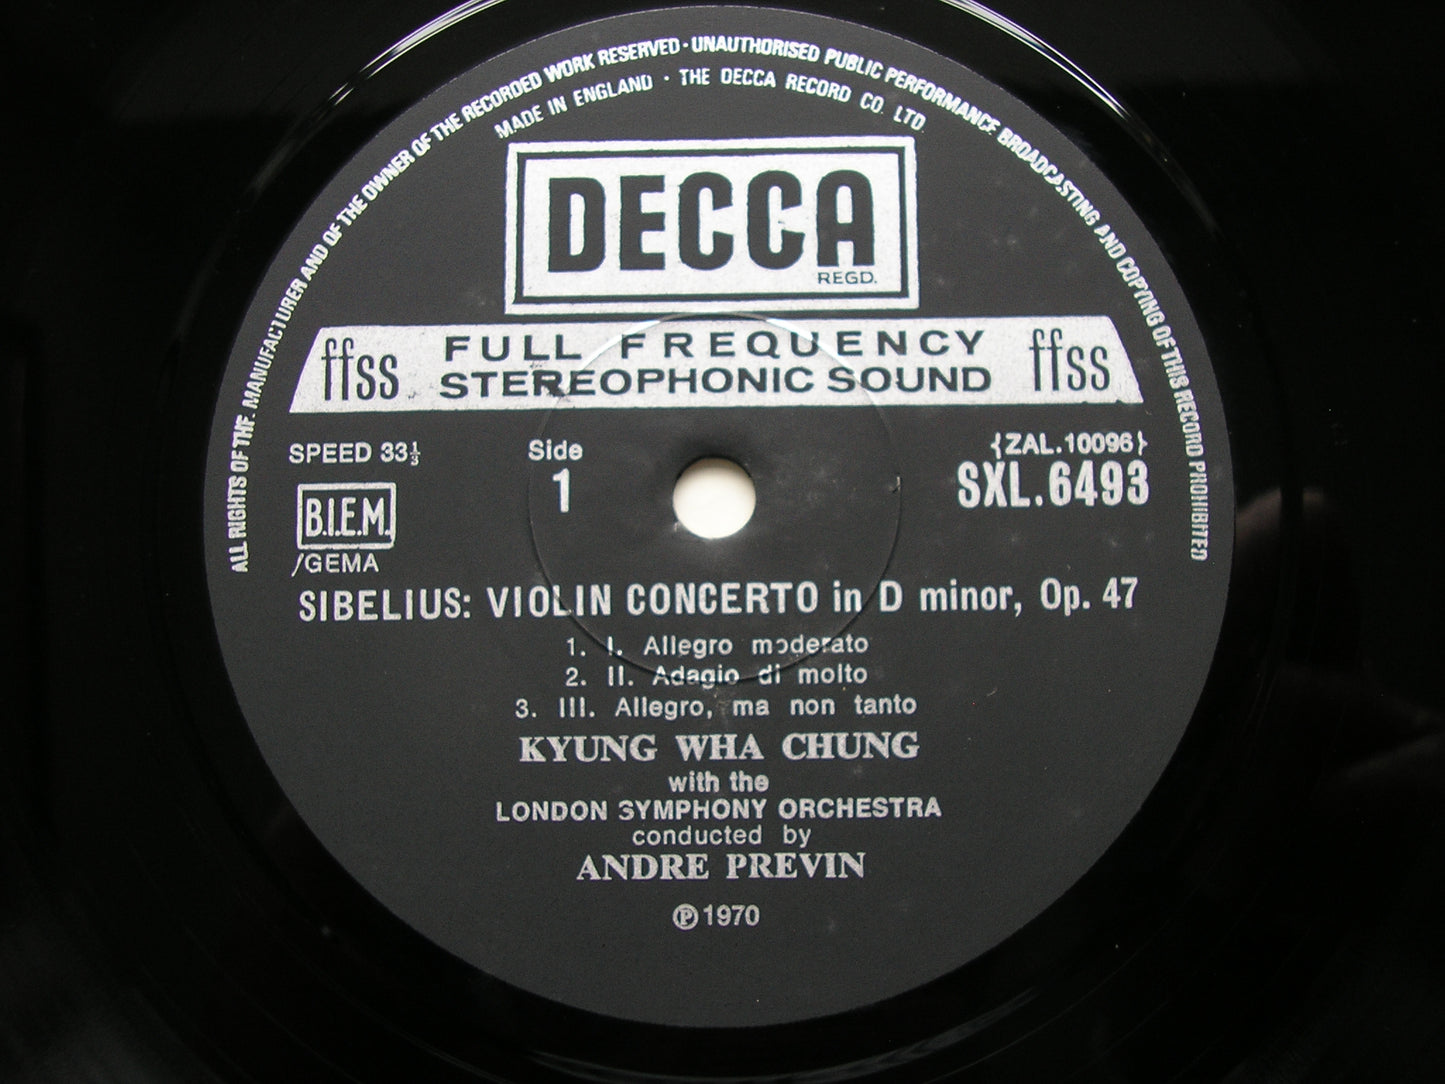 ALL RIGHTS OF THE MANUFACTURER AND OF THE OWNER OF THE RECORDED WORK RESERVED · UNAUTHORISED PUBLIC PERFORMANCE BROADCASTING AND COPYING OF THIS RECORD PROHIBITED
MADE IN ENGLAND · THE DECCA RECORD CO. LTD.
DECCA
REGD.
ffss FULL FREQUENCY STEREOPHONIC SOUND ffss
SPEED 33⅓
Side
1
{ZAL.10096}
SXL.6493
B.I.E.M.
/GEMA
SIBELIUS: VIOLIN CONCERTO in D minor, Op. 47
1. I. Allegro moderato
2. II. Adagio di molto
3. III. Allegro, ma non tanto
KYUNG WHA CHUNG
with the
LONDON SYMPHONY ORCHESTRA
conducted by
ANDRE PREVIN
℗1970